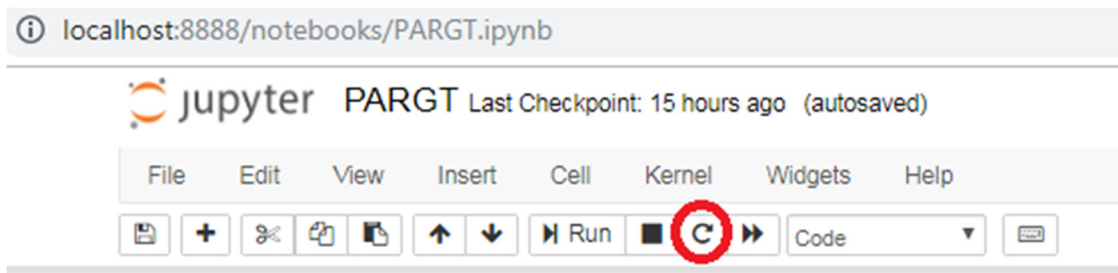 localhost:8888/notebooks/PARGT.ipynb
jupyter PARGT Last Checkpoint: 15 hours ago (autosaved)
File Edit View Insert Cell Kernel Widgets Help
Run Code